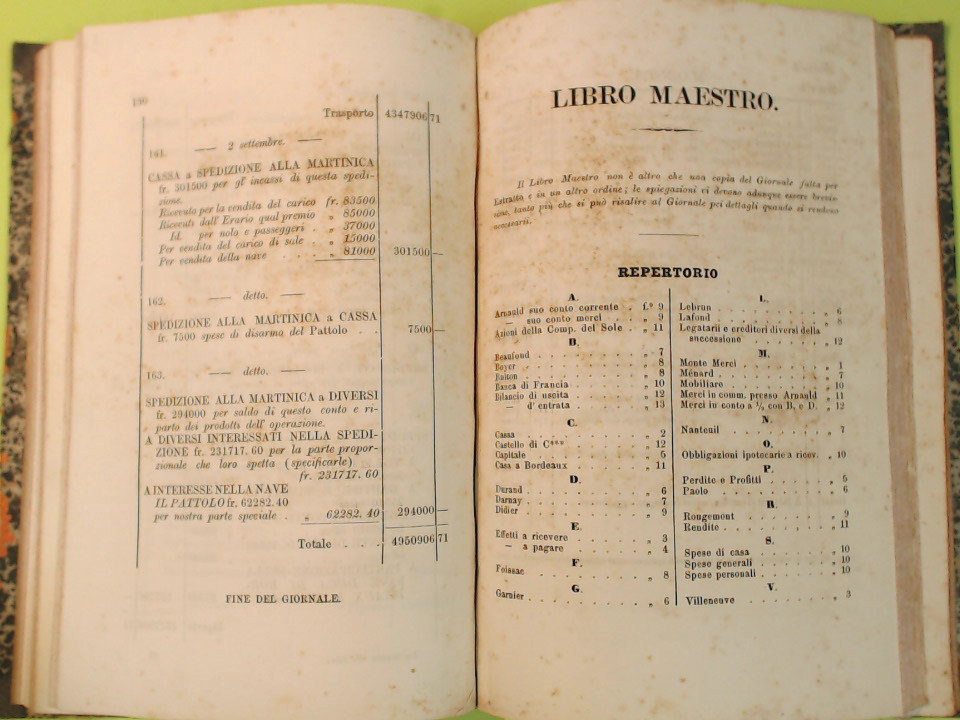 130
Trasporto 434790671
161. — 2 settembre. —
CASSA a SPEDIZIONE ALLA MARTINICA
fr. 301500 per gl' incassi di questa spedi-
zione.
Ricevuto per la vendita del carico fr. 83500
Ricevuti dall' Erario qual premio „ 85000
Id. per nolo e passeggeri . „ 37000
Per vendita del carico di sale . „ 15000
Per vendita della nave . . . . „ 81000 301500 —
162. — detto. —
SPEDIZIONE ALLA MARTINICA a CASSA
fr. 7500 spese di disarmo del Pattolo . . 7500 —
163. — detto. —
SPEDIZIONE ALLA MARTINICA a DIVERSI
fr. 294000 per saldo di questo conto e ri-
parto dei prodotti dell' operazione.
A DIVERSI INTERESSATI NELLA SPEDI-
ZIONE fr. 231717. 60 per la parte propor-
zionale che loro spetta (specificarle)
fr. 231717. 60
A INTERESSE NELLA NAVE
IL PATTOLO fr. 62282. 40
per nostra parte speciale . „ 62282. 40 294000 —
Totale . . . 4950906 71
FINE DEL GIORNALE.
LIBRO MAESTRO.
Il Libro Maestro non è altro che una copia del Giornale fatta per
Estratto e in un altro ordine; le spiegazioni ci devono adunque essere brevis-
sime, tanto più che si può risalire al Giornale pei dettagli quando si rendono
necessarii.
REPERTORIO
A.
Arnauld suo conto corrente . f.º 9
— suo conto merci . . . „ 9
Azioni della Comp. del Sole . „ 11
B.
Beaufond . . . . . . . . „ 7
Boyer . . . . . . . . . „ 8
Boiton . . . . . . . . . „ 8
Banca di Francia . . . . . „ 10
Bilancio di uscita . . . . . „ 12
— d' entrata . . . . . „ 13
C.
Cassa . . . . . . . . . „ 2
Castello di C*** . . . . . „ 12
Capitale . . . . . . . . „ 5
Casa a Bordeaux . . . . . „ 11
D.
Durand . . . . . . . . „ 6
Darnay . . . . . . . . „ 7
Didier . . . . . . . . . „ 9
E.
Effetti a ricevere . . . . . „ 3
— a pagare . . . . . . „ 4
F.
Foissac . . . . . . . . „ 8
G.
Garnier . . . . . . . . „ 6
L.
Lebrun . . . . . . . . „ 6
Lafond . . . . . . . . „ 8
Legatarii e creditori diversi della
successione . . . . . . „ 12
M.
Monte Merci . . . . . . „ 1
Ménard . . . . . . . . „ 7
Mobiliare . . . . . . . „ 10
Merci in comm. presso Arnauld „ 11
Merci in conto a ½ con B, e D. „ 12
N.
Nanteuil . . . . . . . . „ 7
O.
Obbligazioni ipotecarie a ricev. „ 10
P.
Perdite e Profitti . . . . . „ 5
Paolo . . . . . . . . . „ 6
R.
Rougemont . . . . . . . „ 9
Rendite . . . . . . . . „ 11
S.
Spese di casa . . . . . . „ 10
Spese generali . . . . . . „ 10
Spese personali . . . . . . „ 10
V.
Villeneuve . . . . . . . „ 3